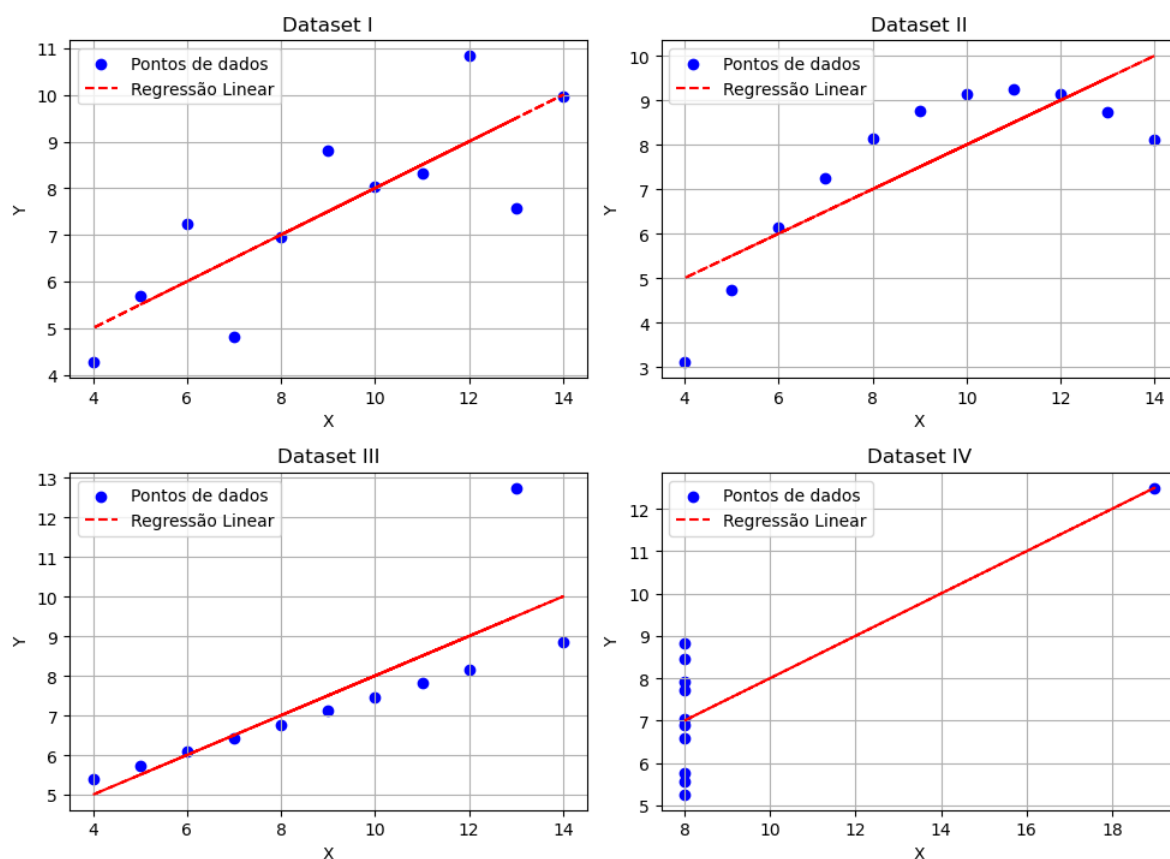 Dataset I
Pontos de dados
Regressão Linear
11
10
9
8
7
6
5
4
Y
4 6 8 10 12 14
X
Dataset II
Pontos de dados
Regressão Linear
10
9
8
7
6
5
4
3
Y
4 6 8 10 12 14
X
Dataset III
Pontos de dados
Regressão Linear
13
12
11
10
9
8
7
6
5
Y
4 6 8 10 12 14
X
Dataset IV
Pontos de dados
Regressão Linear
12
11
10
9
8
7
6
5
Y
8 10 12 14 16 18
X